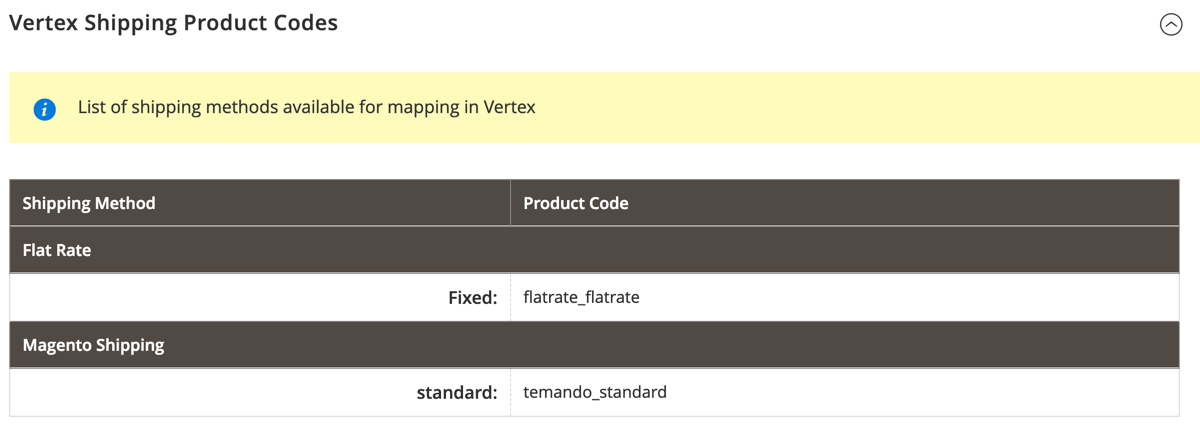 Vertex Shipping Product Codes
List of shipping methods available for mapping in Vertex
Shipping Method Product Code
Flat Rate
Fixed: flatrate_flatrate
Magento Shipping
standard: temando_standard